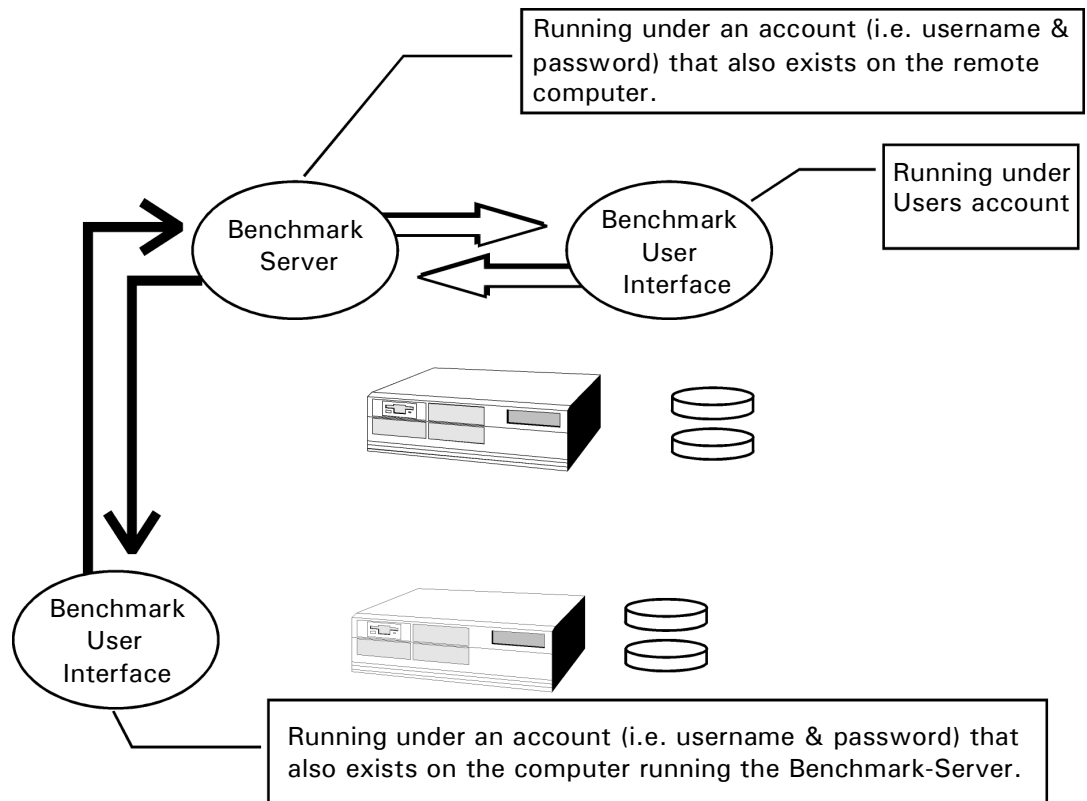 Running under an account (i.e. username &
password) that also exists on the remote
computer.
Running under
Users account
Benchmark
Server
Benchmark
User
Interface
Benchmark
User
Interface
Running under an account (i.e. username & password) that
also exists on the computer running the Benchmark-Server.